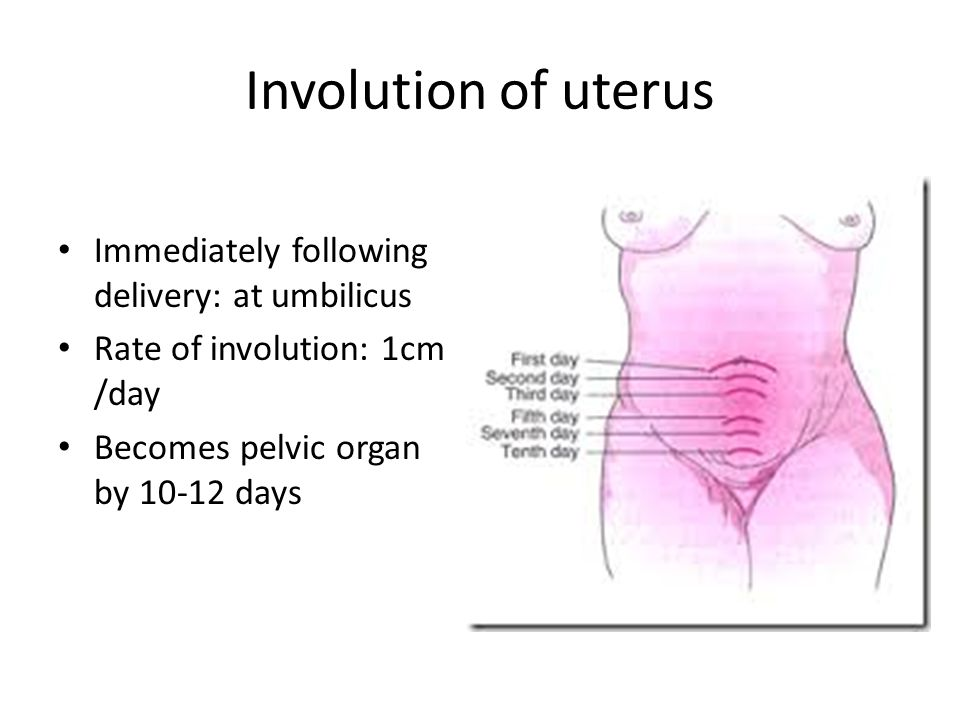 Involution of uterus
• Immediately following
delivery: at umbilicus
• Rate of involution: 1cm
/day
• Becomes pelvic organ
by 10-12 days
First day
Second day
Third day
Fifth day
Seventh day
Tenth day